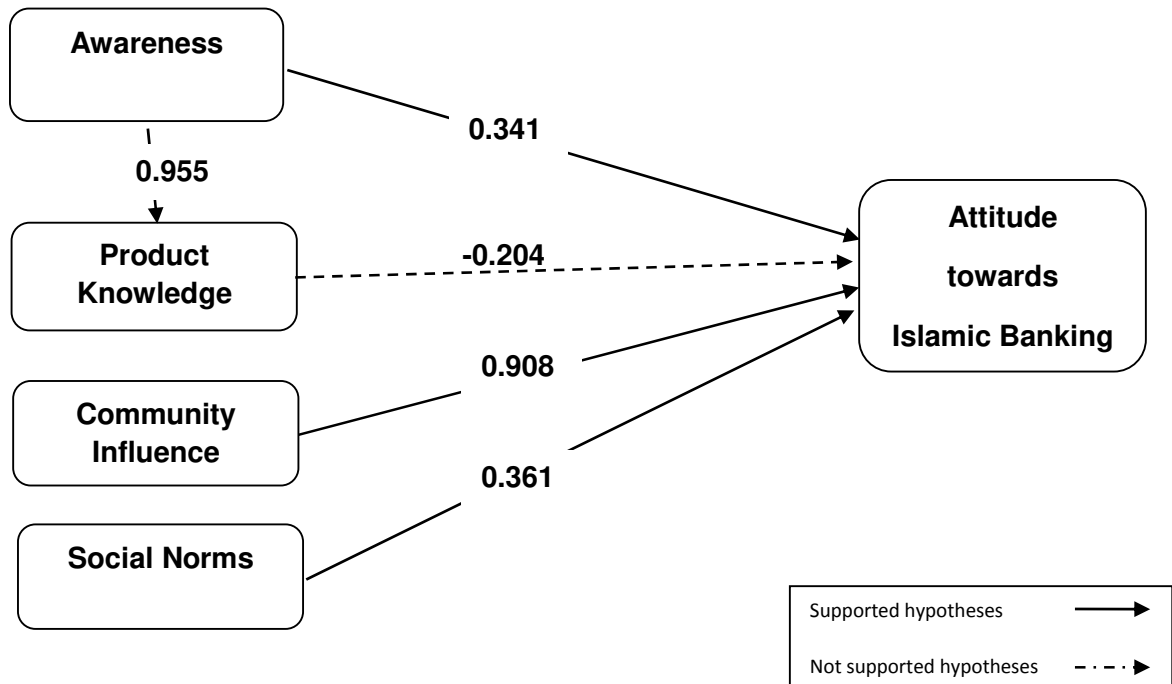 Awareness
0.341
0.955
Product
Knowledge
-0.204
Attitude
towards
Islamic Banking
Community
Influence
0.908
0.361
Social Norms
Supported hypotheses
Not supported hypotheses